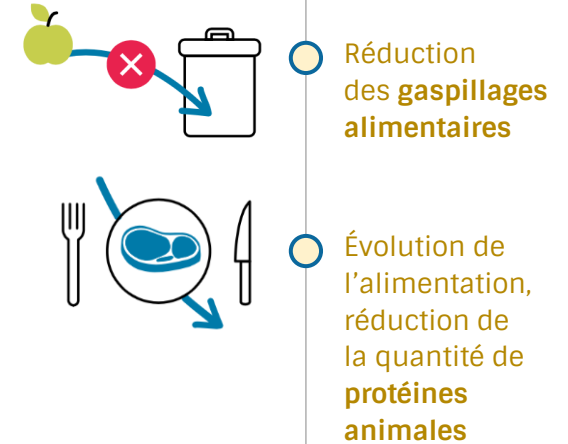 Réduction
des gaspillages
alimentaires
Évolution de
l’alimentation,
réduction de
la quantité de
protéines
animales